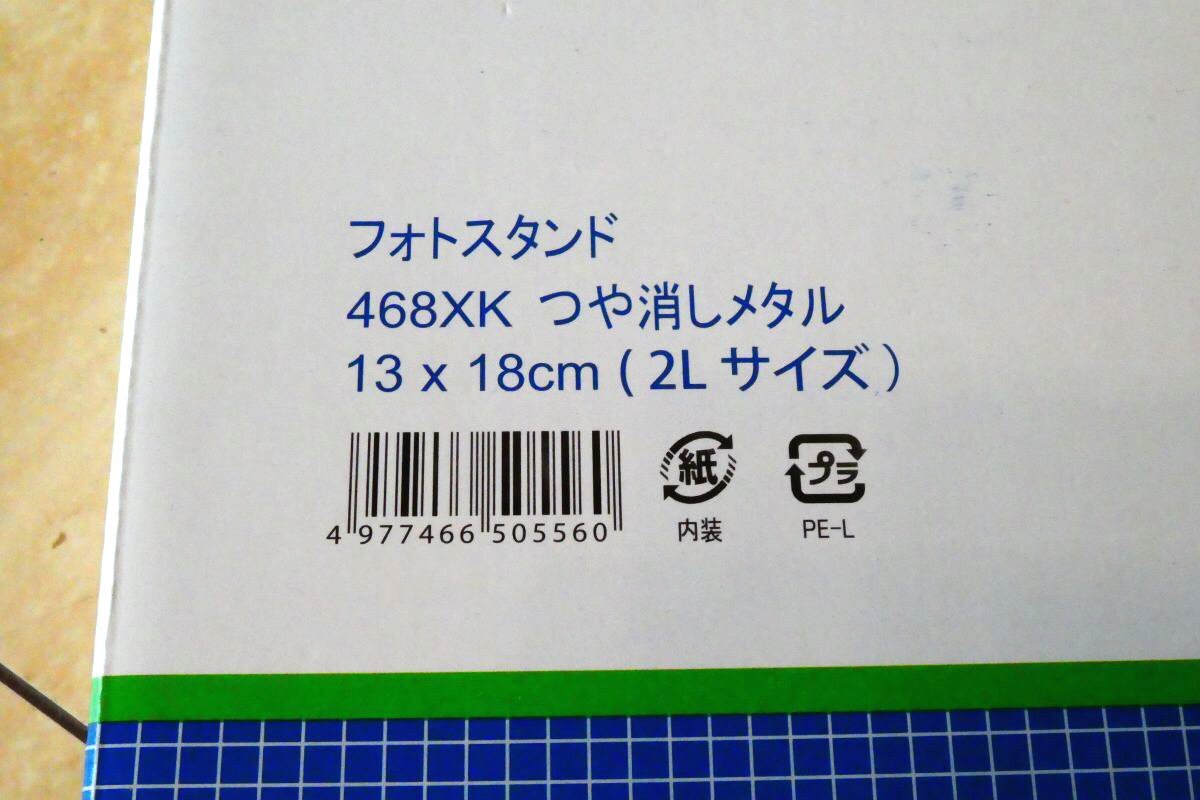 フォトスタンド
468XK つや消しメタル
13 x 18cm ( 2L サイズ )
4 977466 505560
紙
内装
プラ
PE-L